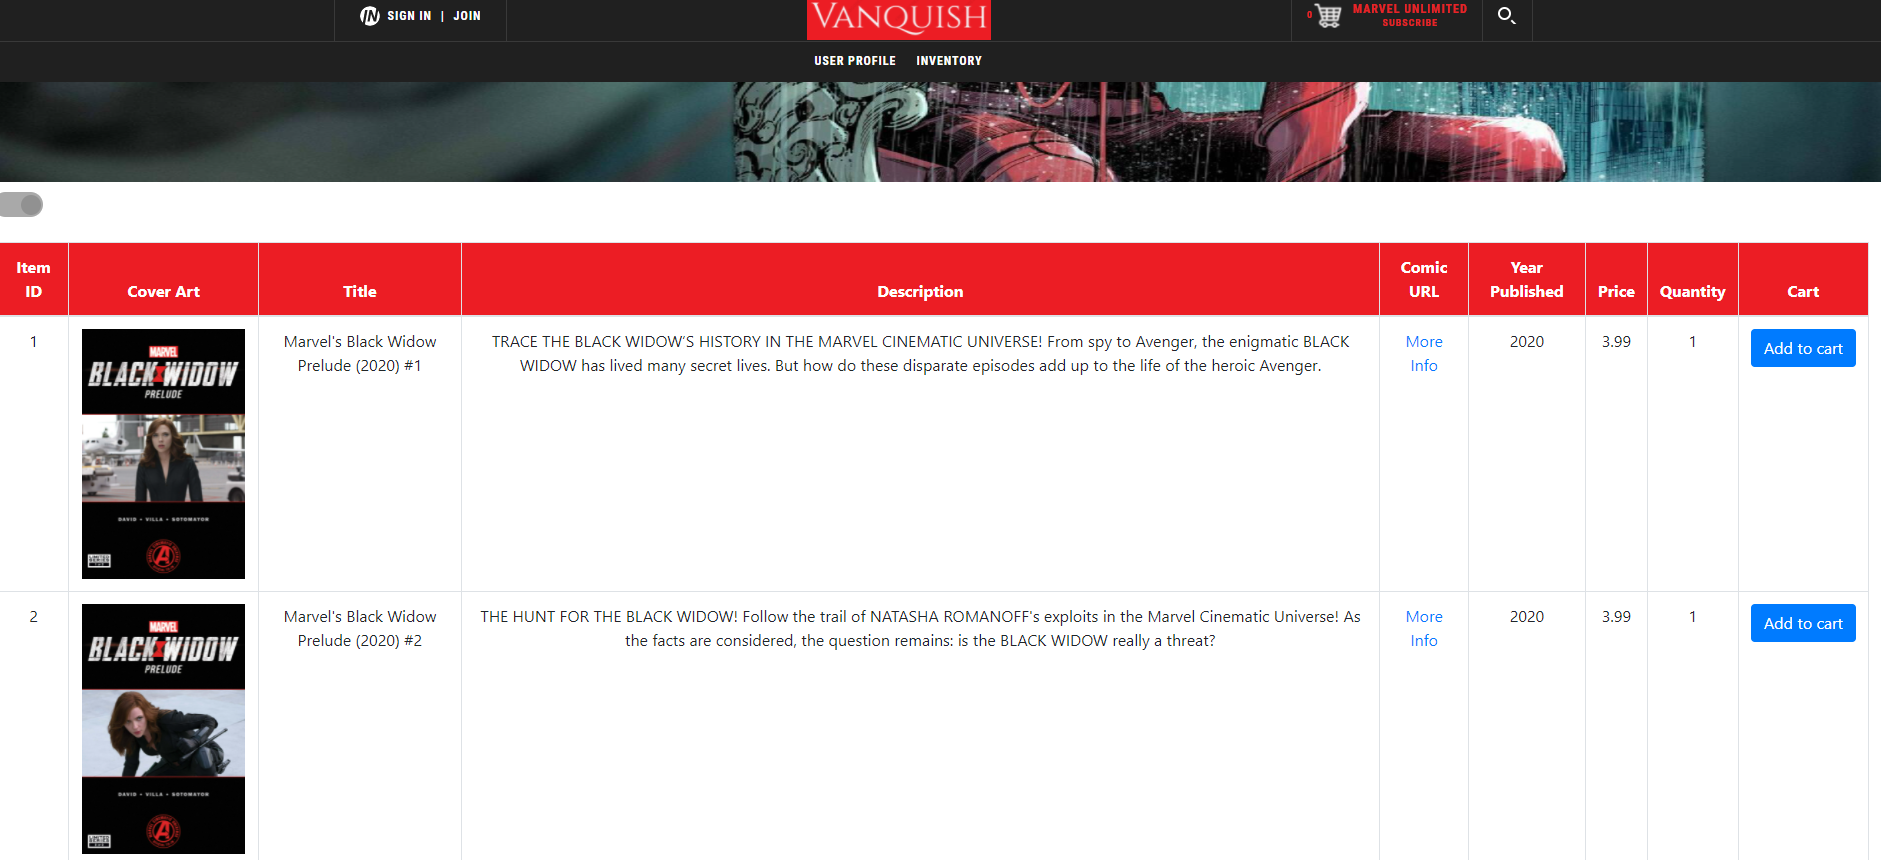 SIGN IN | JOIN
VANQUISH
0
MARVEL UNLIMITED
SUBSCRIBE
USER PROFILE INVENTORY
Item ID
Cover Art
Title
Description
Comic URL
Year Published
Price
Quantity
Cart
1
MARVEL
BLACK WIDOW
PRELUDE
DAVID • VILLA • SOTOMAYOR
Marvel's Black Widow
Prelude (2020) #1
TRACE THE BLACK WIDOW'S HISTORY IN THE MARVEL CINEMATIC UNIVERSE! From spy to Avenger, the enigmatic BLACK
WIDOW has lived many secret lives. But how do these disparate episodes add up to the life of the heroic Avenger.
More
Info
2020
3.99
1
Add to cart
2
MARVEL
BLACK WIDOW
PRELUDE
DAVID • VILLA • SOTOMAYOR
Marvel's Black Widow
Prelude (2020) #2
THE HUNT FOR THE BLACK WIDOW! Follow the trail of NATASHA ROMANOFF's exploits in the Marvel Cinematic Universe! As
the facts are considered, the question remains: is the BLACK WIDOW really a threat?
More
Info
2020
3.99
1
Add to cart